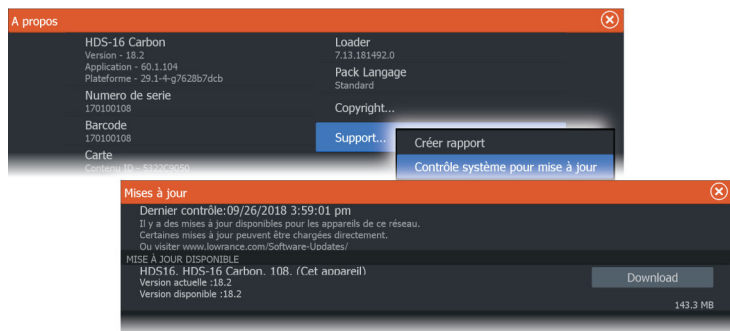 A propos
HDS-16 Carbon
Version - 18.2
Application - 60.1.104
Plateforme - 29.1-4-g7628b7dcb
Numero de serie
170100108
Barcode
170100108
Carte
Contenu ID - 5322C9050
Loader
7.13.181492.0
Pack Langage
Standard
Copyright...
Support...
Créer rapport
Contrôle système pour mise à jour
Mises à jour
Dernier contrôle:09/26/2018 3:59:01 pm
Il y a des mises à jour disponibles pour les appareils de ce réseau.
Certaines mises à jour peuvent être chargées directement.
Ou visiter www.lowrance.com/Software-Updates/
MISE À JOUR DISPONIBLE
HDS16, HDS-16 Carbon, 108, (Cet appareil)
Version actuelle :18.2
Version disponible :18.2
Download
143.3 MB